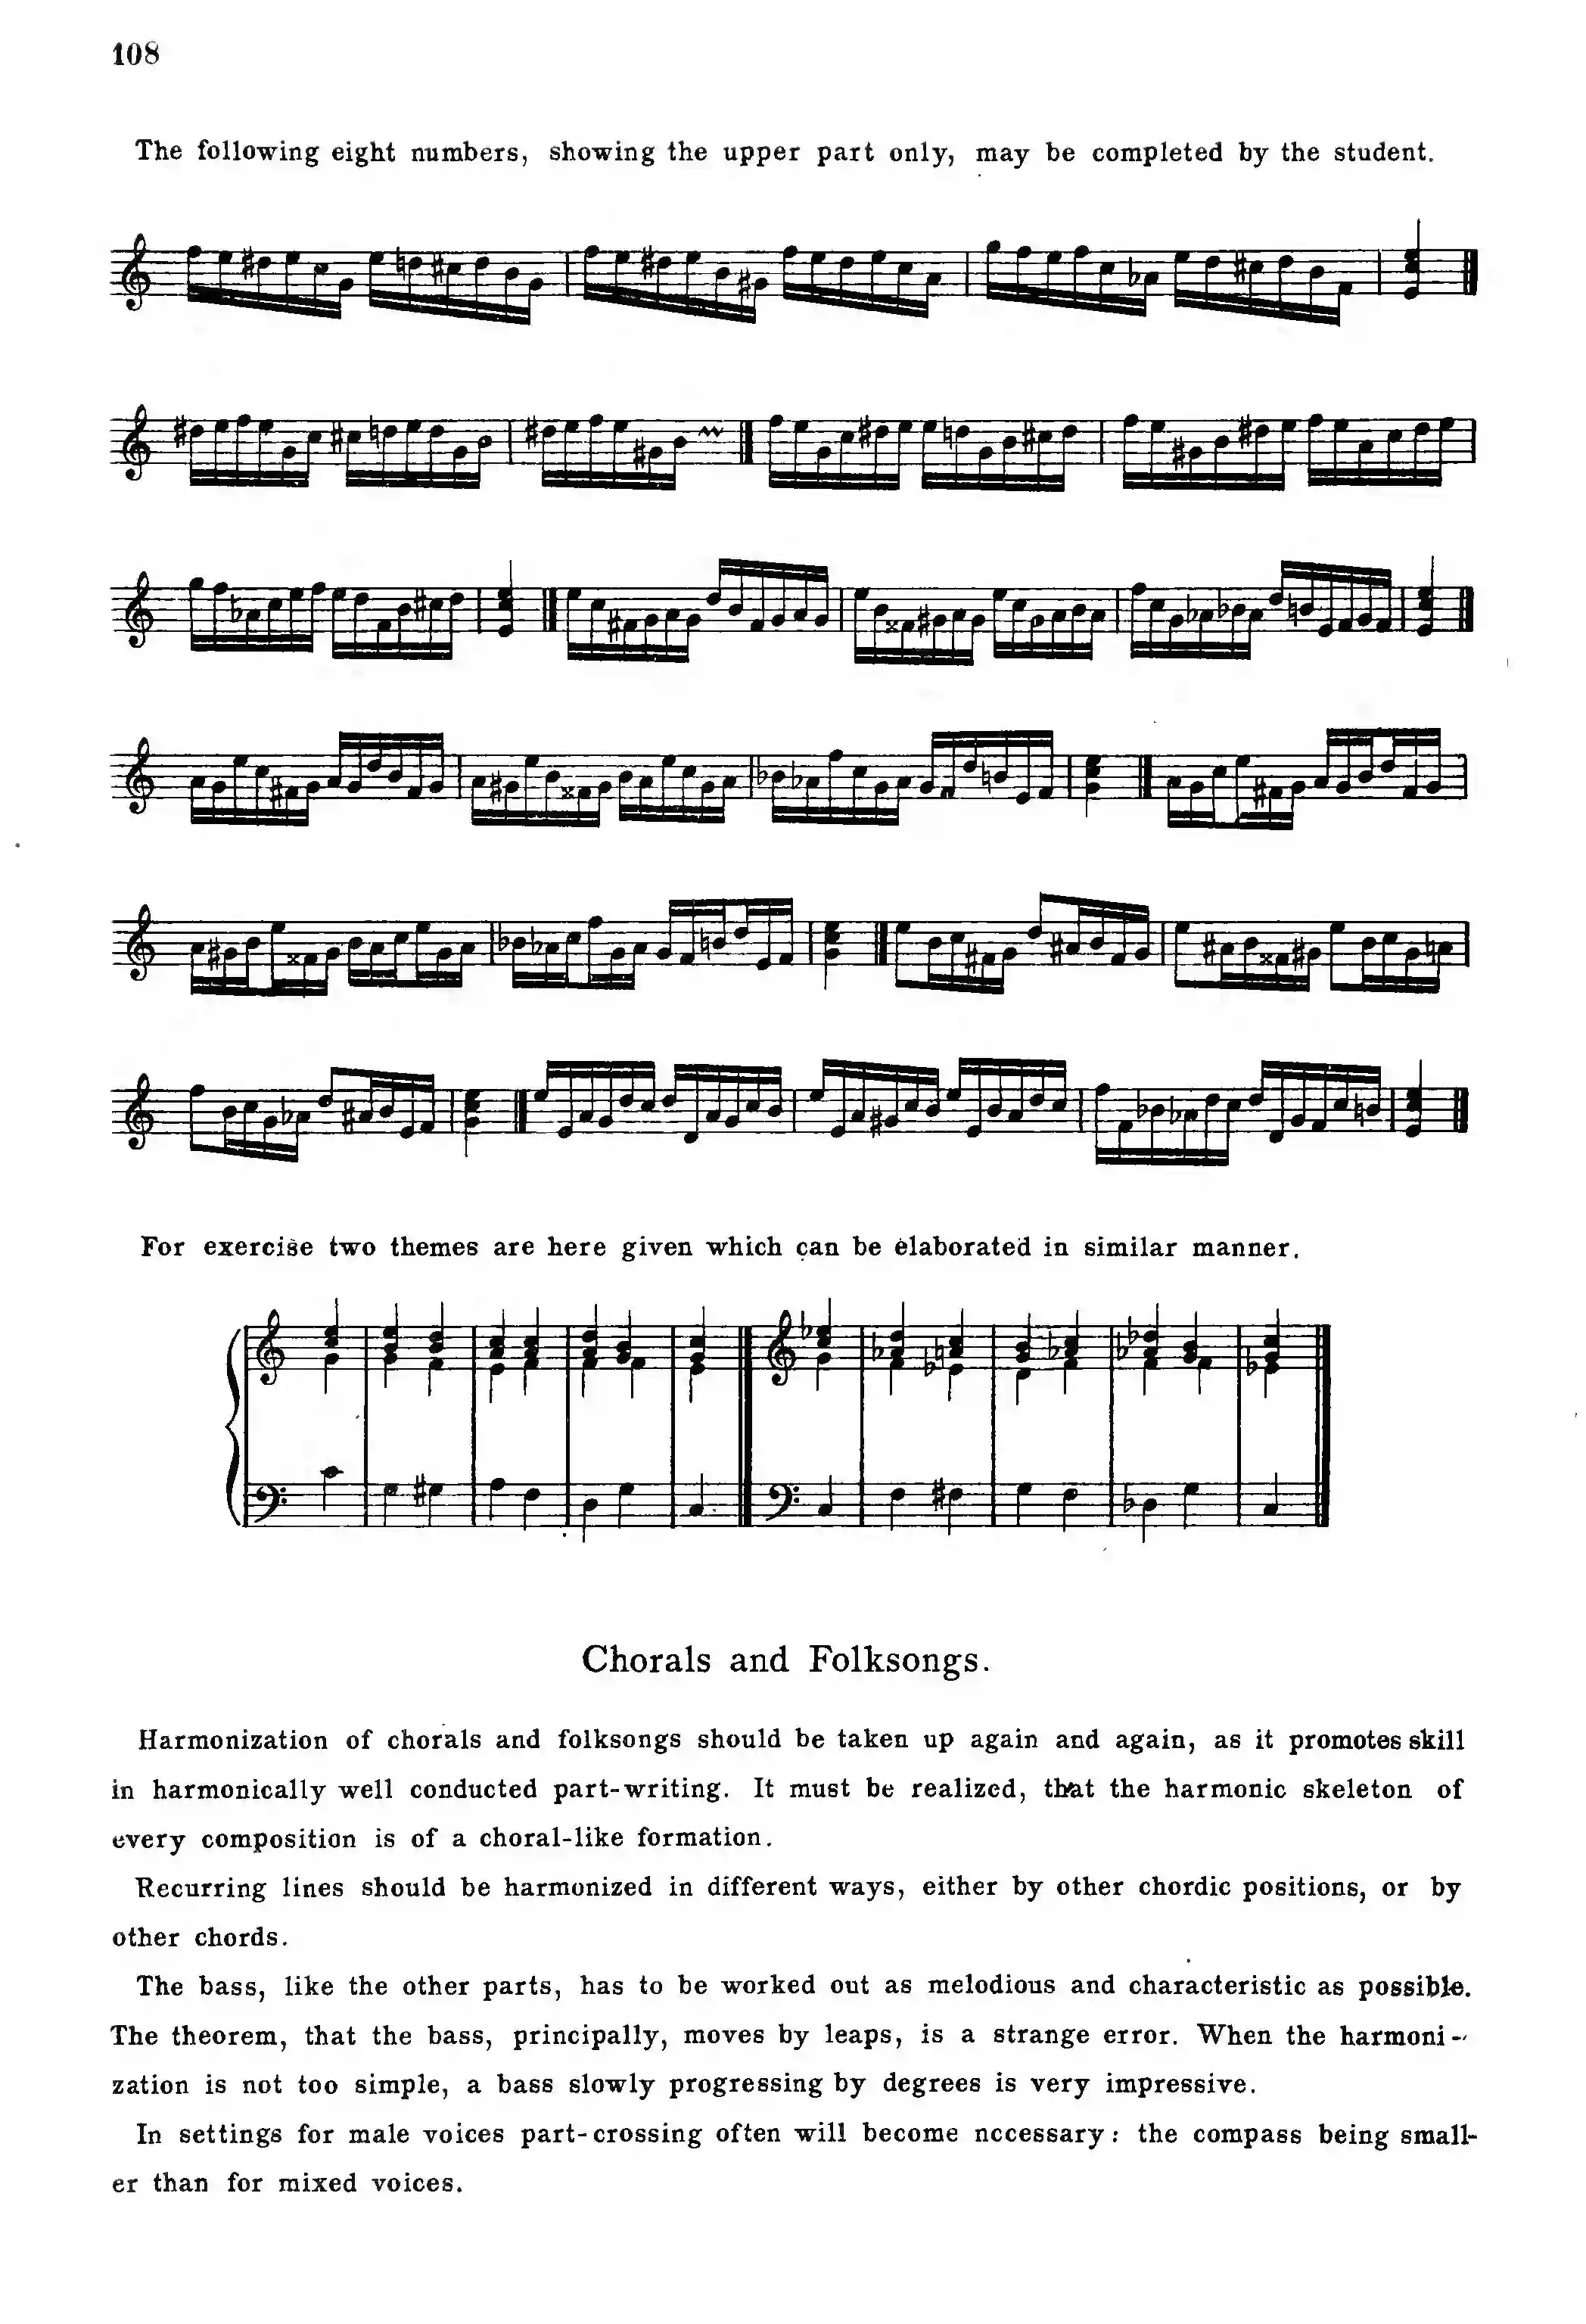 108
The following eight numbers, showing the upper part only, may be completed by the student.
For exercise two themes are here given which can be elaborated in similar manner.
Chorals and Folksongs.
Harmonization of chorals and folksongs should be taken up again and again, as it promotes skill
in harmonically well conducted part-writing. It must be realized, that the harmonic skeleton of
every composition is of a choral-like formation.
Recurring lines should be harmonized in different ways, either by other chordic positions, or by
other chords.
The bass, like the other parts, has to be worked out as melodious and characteristic as possible.
The theorem, that the bass, principally, moves by leaps, is a strange error. When the harmoni-
zation is not too simple, a bass slowly progressing by degrees is very impressive.
In settings for male voices part-crossing often will become necessary: the compass being small-
er than for mixed voices.